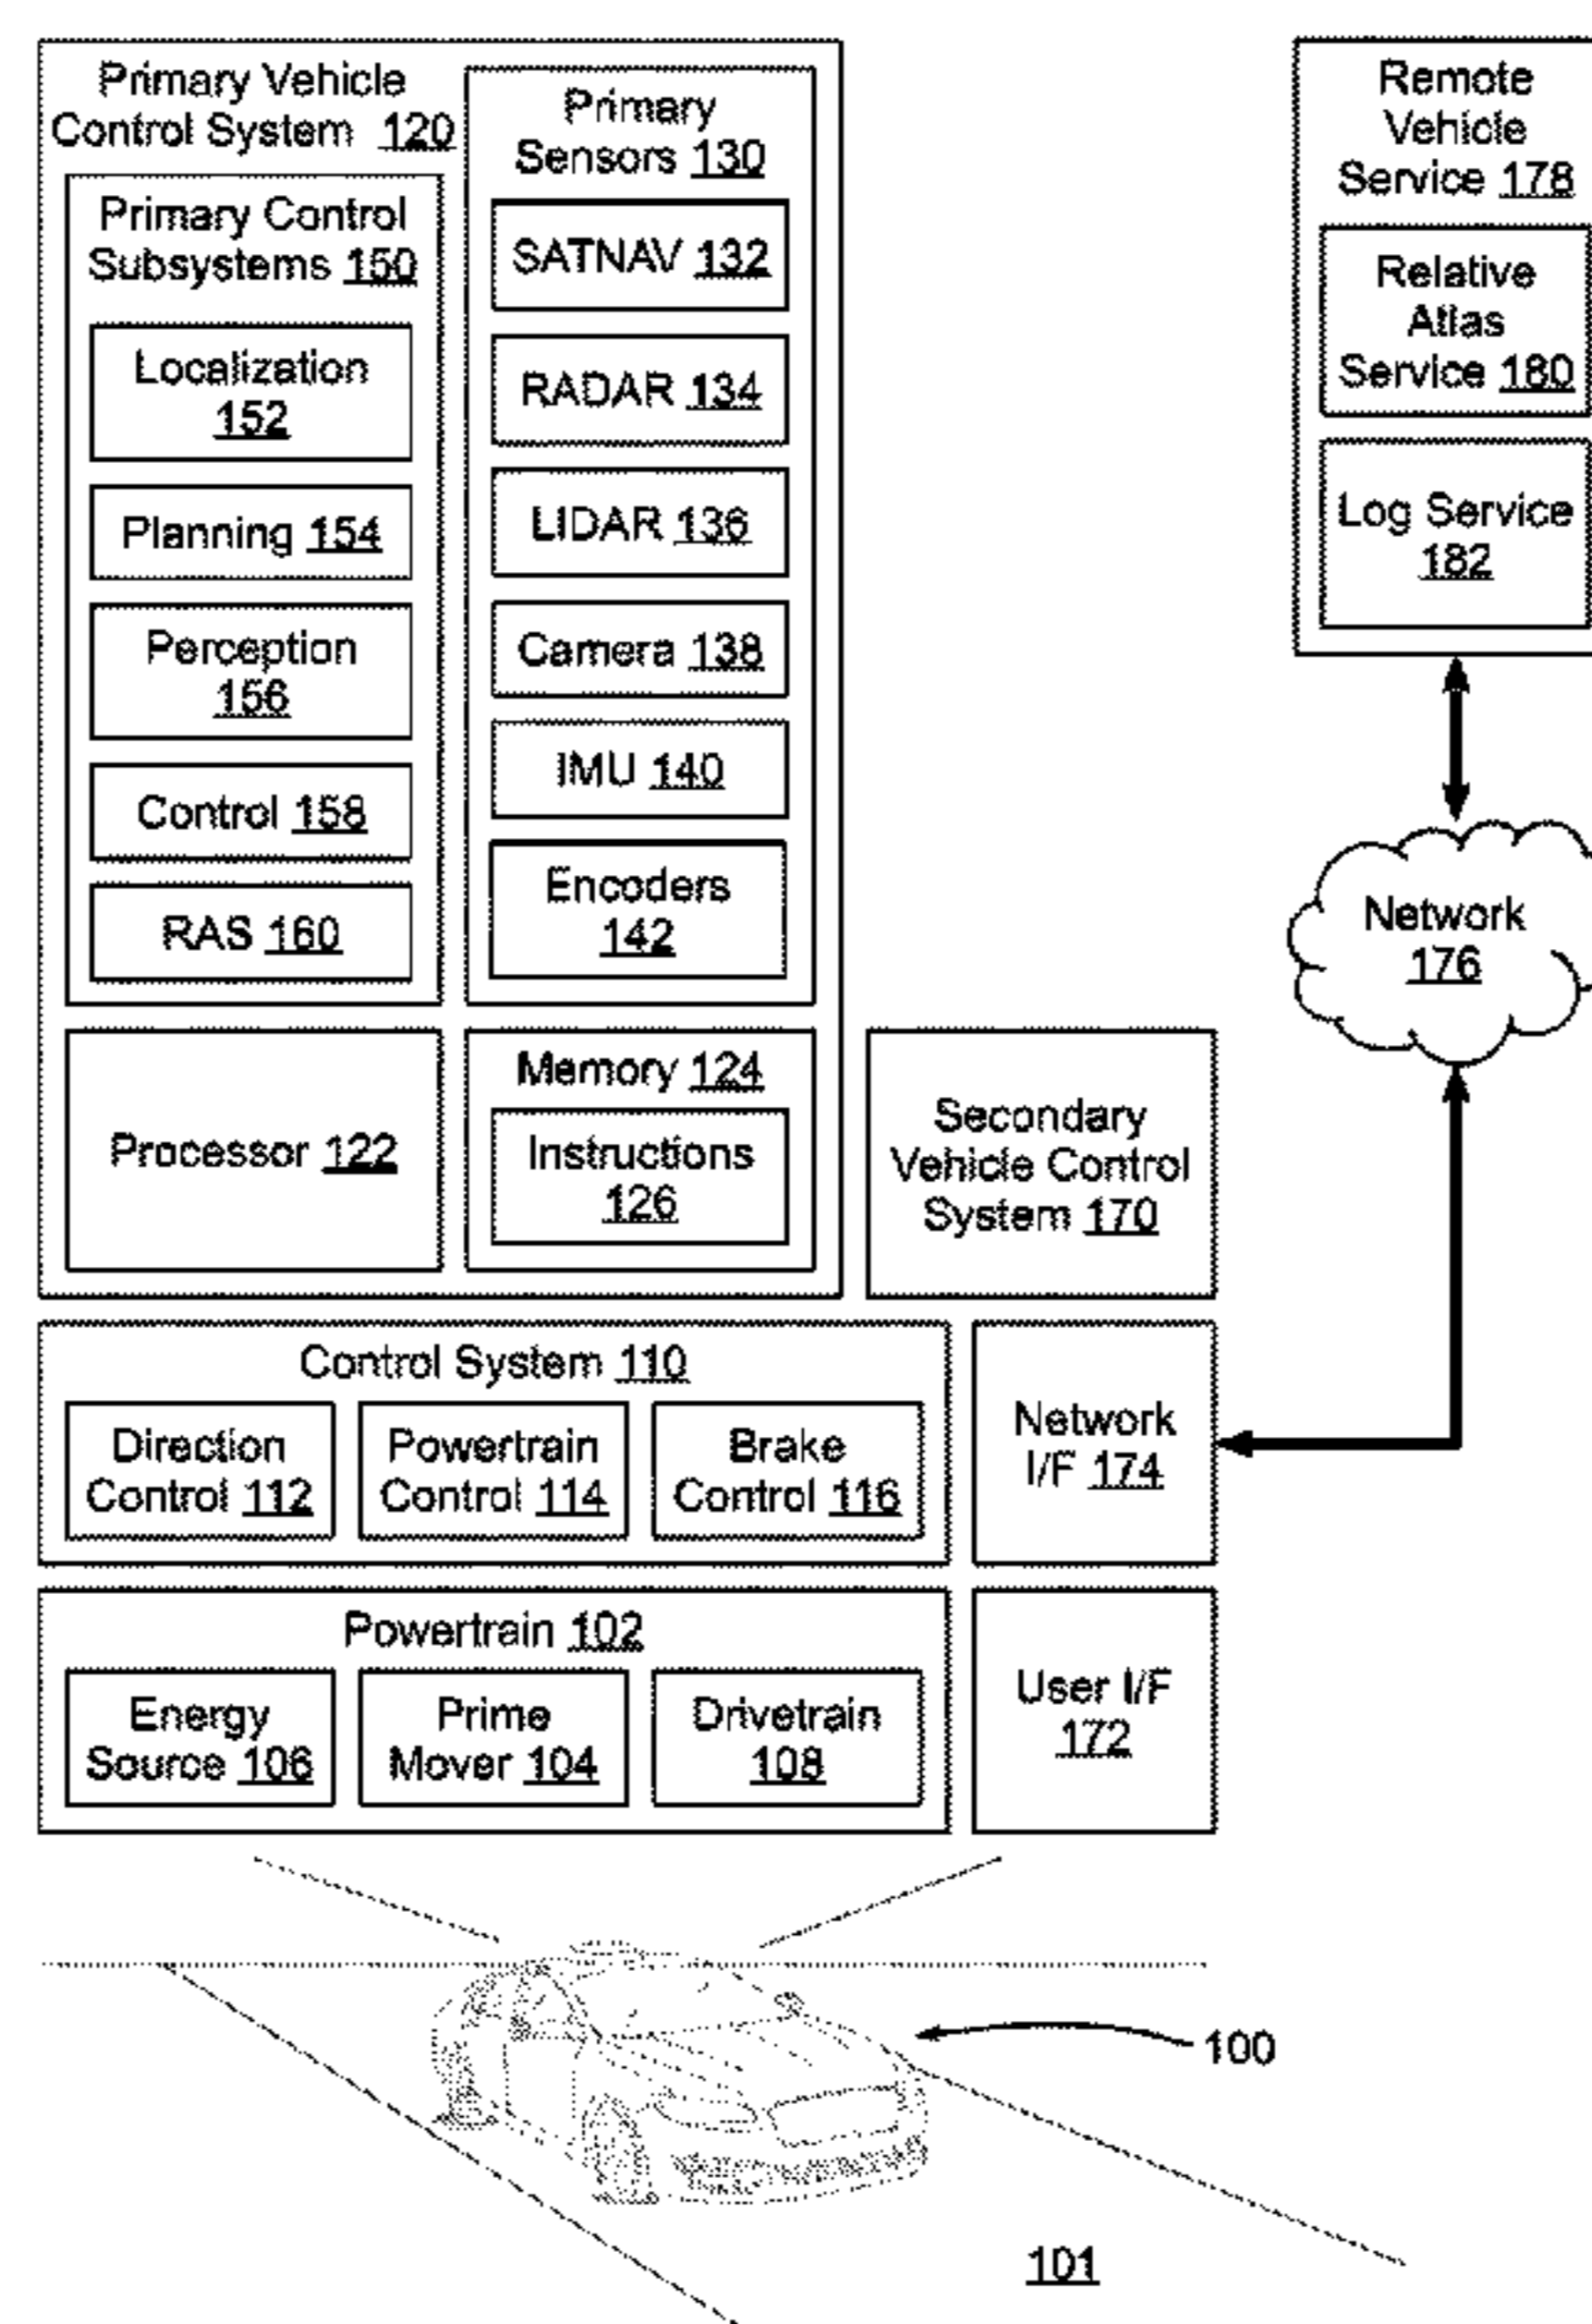 Primary Vehicle
Control System 120
Primary Control
Subsystems 150
Localization
152
Planning 154
Perception
156
Control 158
RAS 160
Primary
Sensors 130
SATNAV 132
RADAR 134
LIDAR 136
Camera 138
IMU 140
Encoders
142
Processor 122
Memory 124
Instructions
126
Secondary
Vehicle Control
System 170
Remote
Vehicle
Service 178
Relative
Atlas
Service 180
Log Service
182
Network
176
Control System 110
Direction
Control 112
Powertrain
Control 114
Brake
Control 116
Network
I/F 174
Powertrain 102
Energy
Source 106
Prime
Mover 104
Drivetrain
108
User I/F
172
100
101